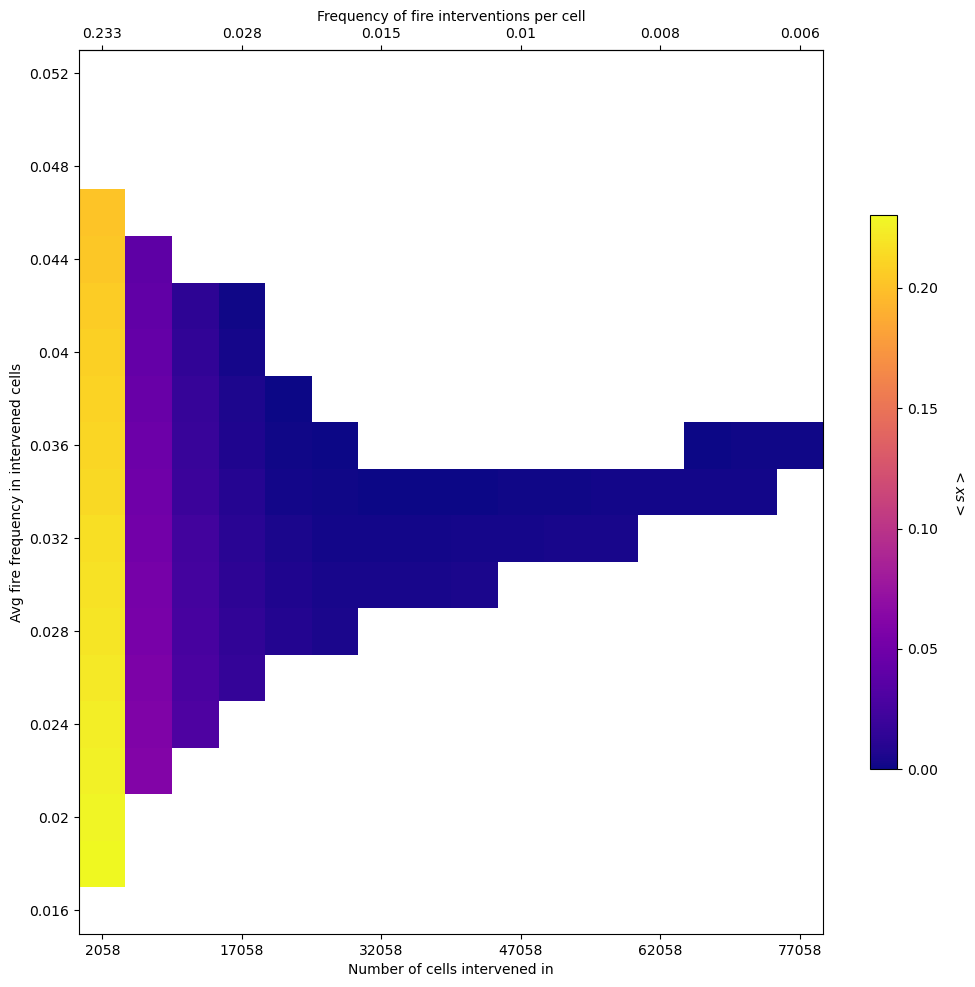 Frequency of fire interventions per cell
0.233 0.028 0.015 0.01 0.008 0.006
0.052
0.048
0.044
0.04
0.036
0.032
0.028
0.024
0.02
0.016
Avg fire frequency in intervened cells
2058 17058 32058 47058 62058 77058
Number of cells intervened in
0.20
0.15
0.10
0.05
0.00
< xs >